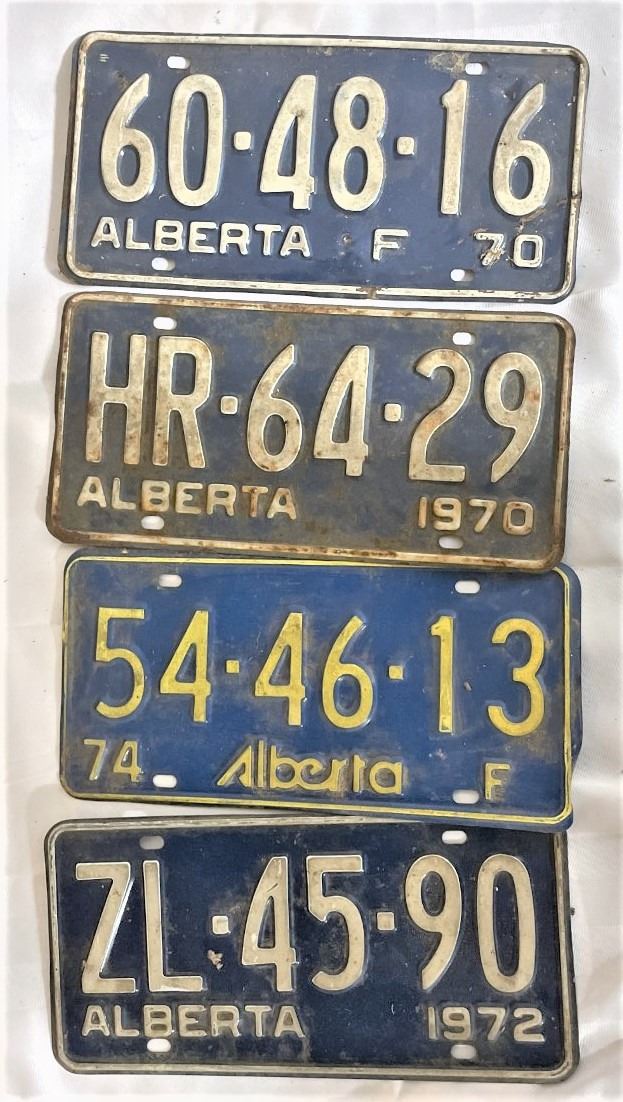 60·48·16
ALBERTA F 70
HR·64·29
ALBERTA 1970
54·46·13
74 Alberta F
ZL·45·90
ALBERTA 1972